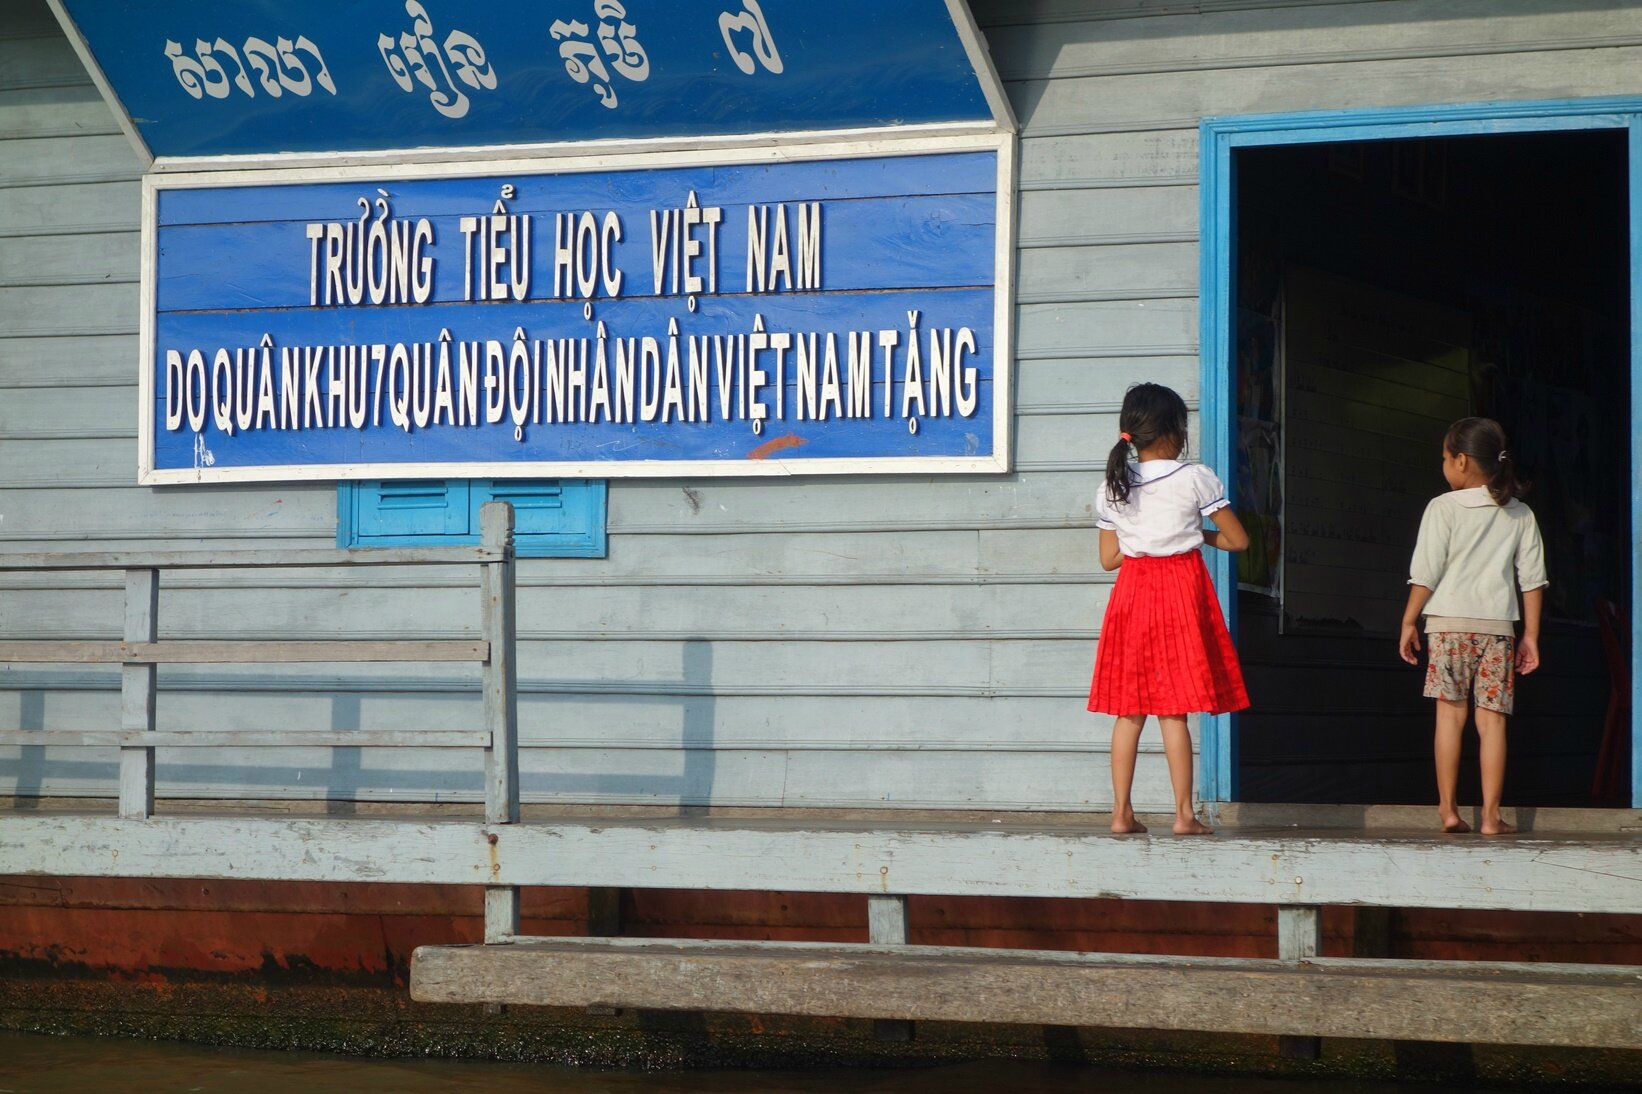 សាលា រៀន ភូមិ ៧
TRƯỜNG TIỂU HỌC VIỆT NAM
DO QUÂN KHU 7 QUÂN ĐỘI NHÂN DÂN VIỆT NAM TẶNG